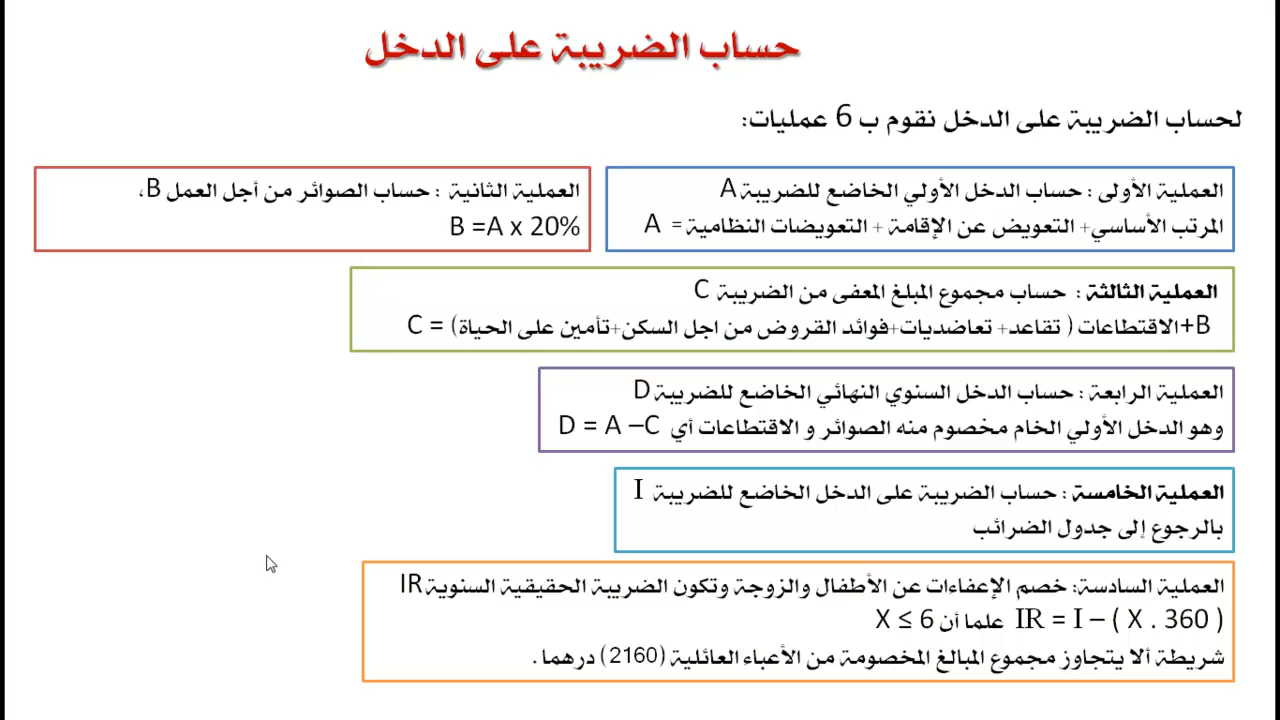 حساب الضريبة على الدخل
لحساب الضريبة على الدخل نقوم ب 6 عمليات:
العملية الأولى : حساب الدخل الأولي الخاضع للضريبة A
المرتب الأساسي+ التعويض عن الإقامة + التعويضات النظامية = A
العملية الثانية : حساب الصوائر من أجل العمل B،
B =A x 20%
العملية الثالثة : حساب مجموع المبلغ المعفى من الضريبة C
B+الاقتطاعات ( تقاعد+ تعاضديات+فوائد القروض من اجل السكن+تأمين على الحياة) = C
العملية الرابعة : حساب الدخل السنوي النهائي الخاضع للضريبة D
وهو الدخل الأولي الخام مخصوم منه الصوائر و الاقتطاعات أي D = A –C
العملية الخامسة : حساب الضريبة على الدخل الخاضع للضريبة I
بالرجوع إلى جدول الضرائب
العملية السادسة: خصم الإعفاءات عن الأطفال والزوجة وتكون الضريبة الحقيقية السنوية IR
IR = I – ( X . 360 ) علما أن X ≤ 6
شريطة ألا يتجاوز مجموع المبالغ المخصومة من الأعباء العائلية (2160) درهما .